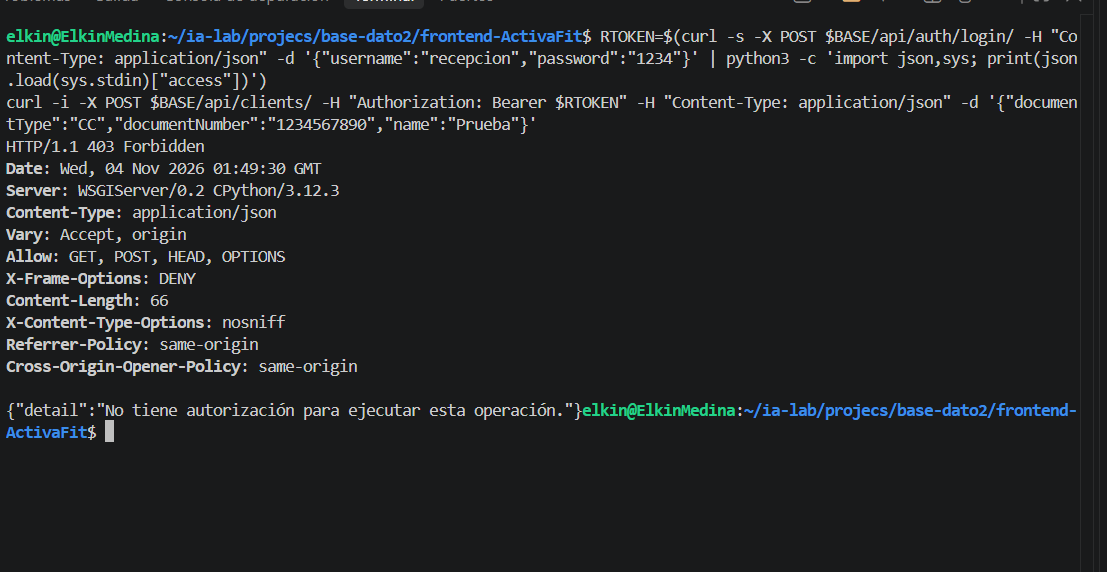 elkin@ElkinMedina:~/ia-lab/projecs/base-dato2/frontend-ActivaFit$ RTOKEN=$(curl -s -X POST $BASE/api/auth/login/ -H "Co
ntent-Type: application/json" -d '{"username":"recepcion","password":"1234"}' | python3 -c 'import json,sys; print(json
.load(sys.stdin)["access"])')
curl -i -X POST $BASE/api/clients/ -H "Authorization: Bearer $RTOKEN" -H "Content-Type: application/json" -d '{"documen
tType":"CC","documentNumber":"1234567890","name":"Prueba"}'
HTTP/1.1 403 Forbidden
Date: Wed, 04 Nov 2026 01:49:30 GMT
Server: WSGIServer/0.2 CPython/3.12.3
Content-Type: application/json
Vary: Accept, origin
Allow: GET, POST, HEAD, OPTIONS
X-Frame-Options: DENY
Content-Length: 66
X-Content-Type-Options: nosniff
Referrer-Policy: same-origin
Cross-Origin-Opener-Policy: same-origin
{"detail":"No tiene autorización para ejecutar esta operación."}elkin@ElkinMedina:~/ia-lab/projecs/base-dato2/frontend-
ActivaFit$